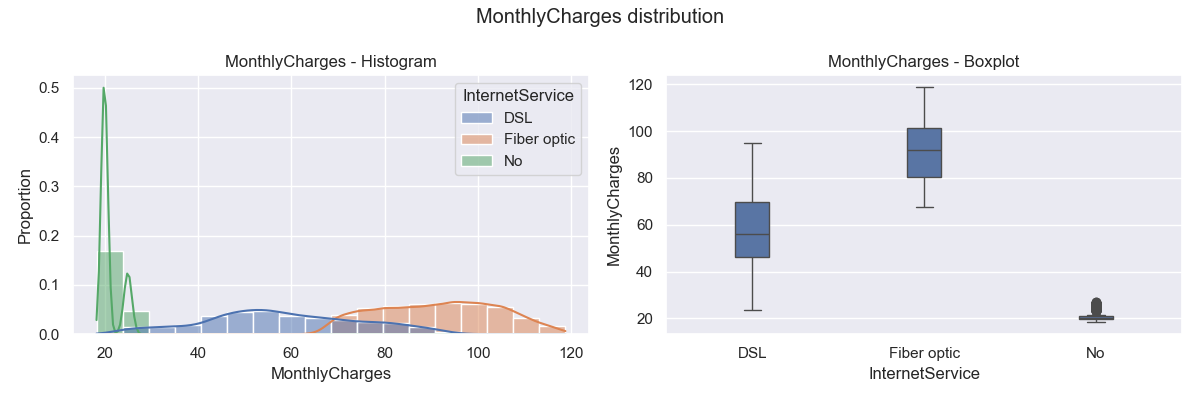 MonthlyCharges distribution
MonthlyCharges - Histogram
0.5
0.4
0.3
0.2
0.1
0.0
Proportion
InternetService
DSL
Fiber optic
No
20 40 60 80 100 120
MonthlyCharges
MonthlyCharges - Boxplot
120
100
80
60
40
20
MonthlyCharges
DSL Fiber optic No
InternetService